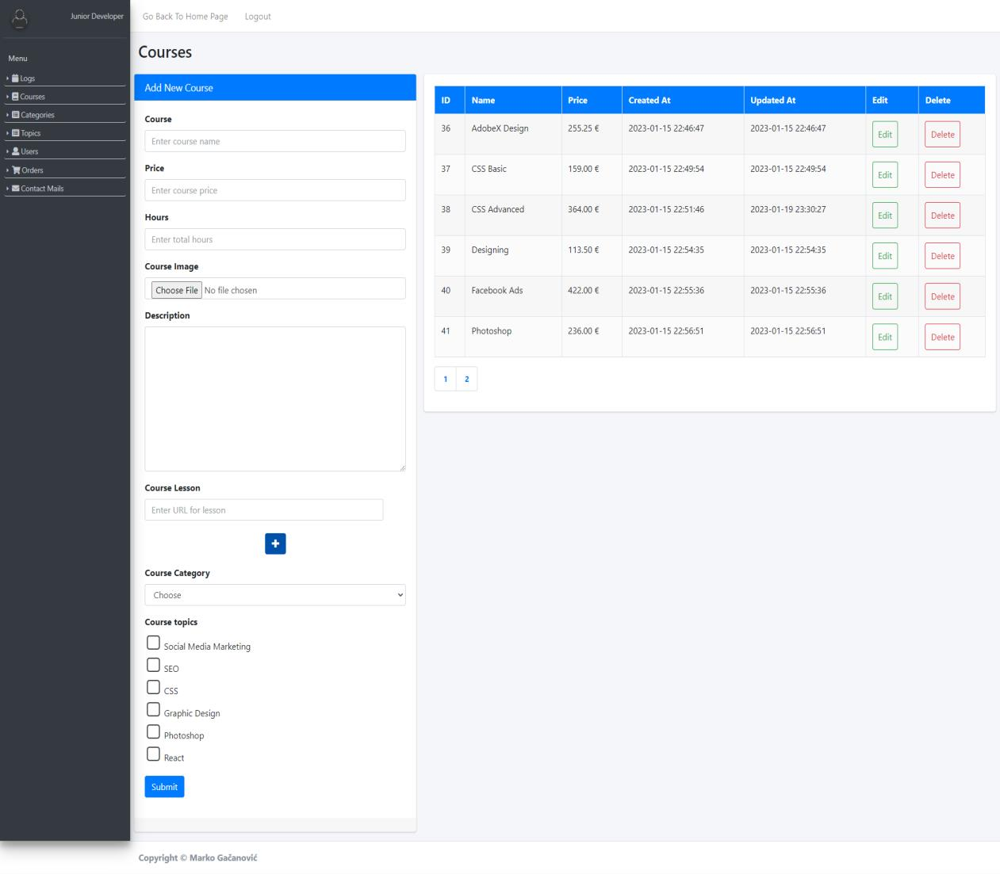 Junior Developer
Menu
Logs
Courses
Categories
Topics
Users
Orders
Contact Mails
Go Back To Home Page Logout
Courses
Add New Course
Course
Enter course name
Price
Enter course price
Hours
Enter total hours
Course Image
Choose File No file chosen
Description
Course Lesson
Enter URL for lesson
Course Category
Choose
Course topics
Social Media Marketing
SEO
CSS
Graphic Design
Photoshop
React
Submit
ID Name Price Created At Updated At Edit Delete
36 AdobeX Design 255.25 € 2023-01-15 22:46:47 2023-01-15 22:46:47 Edit Delete
37 CSS Basic 159.00 € 2023-01-15 22:49:54 2023-01-15 22:49:54 Edit Delete
38 CSS Advanced 364.00 € 2023-01-15 22:51:46 2023-01-19 23:30:27 Edit Delete
39 Designing 113.50 € 2023-01-15 22:54:35 2023-01-15 22:54:35 Edit Delete
40 Facebook Ads 422.00 € 2023-01-15 22:55:36 2023-01-15 22:55:36 Edit Delete
41 Photoshop 236.00 € 2023-01-15 22:56:51 2023-01-15 22:56:51 Edit Delete
1 2
Copyright © Marko Gačanović